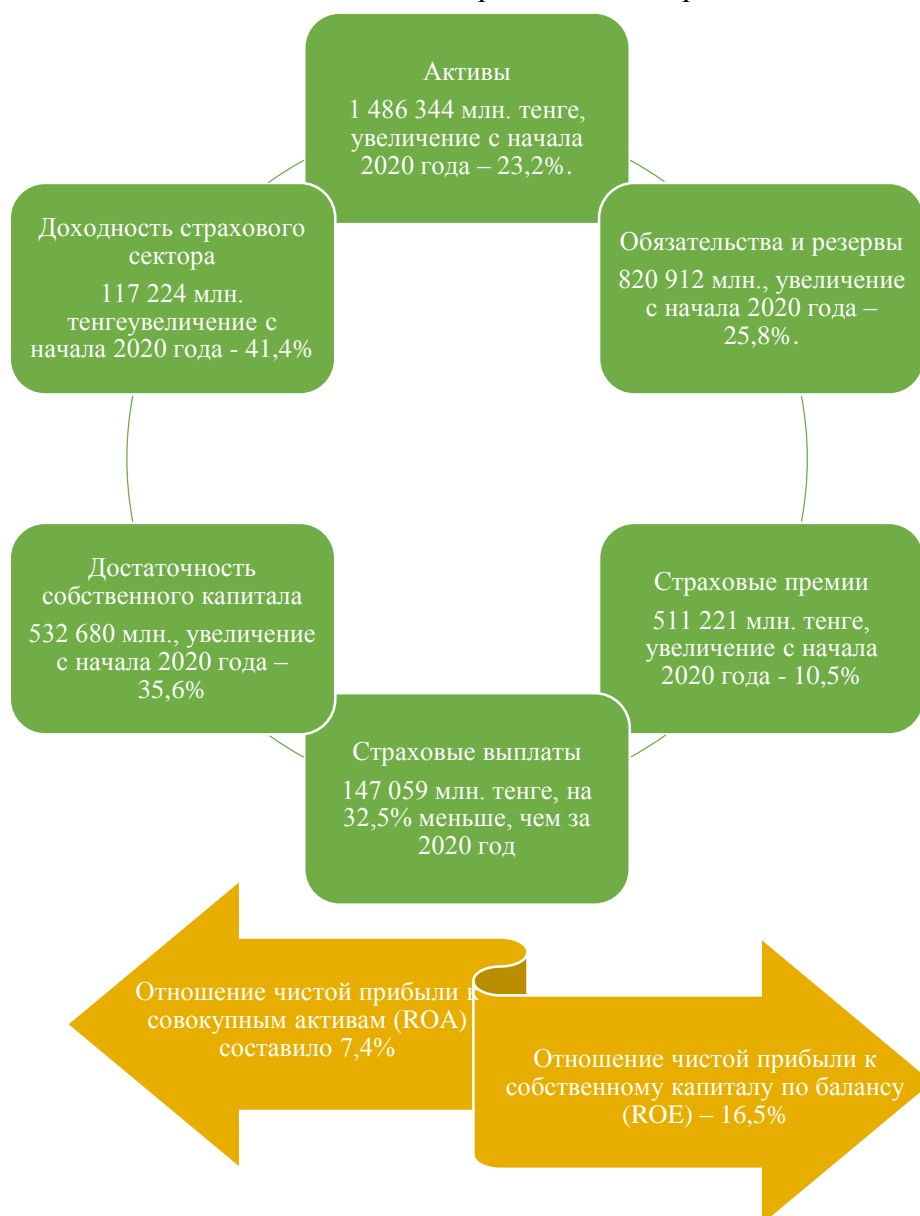 Активы
1 486 344 млн. тенге,
увеличение с начала
2020 года – 23,2%.
Обязательства и резервы
820 912 млн., увеличение
с начала 2020 года –
25,8%.
Страховые премии
511 221 млн. тенге,
увеличение с начала
2020 года - 10,5%
Страховые выплаты
147 059 млн. тенге, на
32,5% меньше, чем за
2020 год
Достаточность
собственного капитала
532 680 млн., увеличение
с начала 2020 года –
35,6%
Доходность страхового
сектора
117 224 млн.
тенгеувеличение с
начала 2020 года - 41,4%
Отношение чистой прибыли к
совокупным активам (ROA)
составило 7,4%
Отношение чистой прибыли к
собственному капиталу по балансу
(ROE) – 16,5%